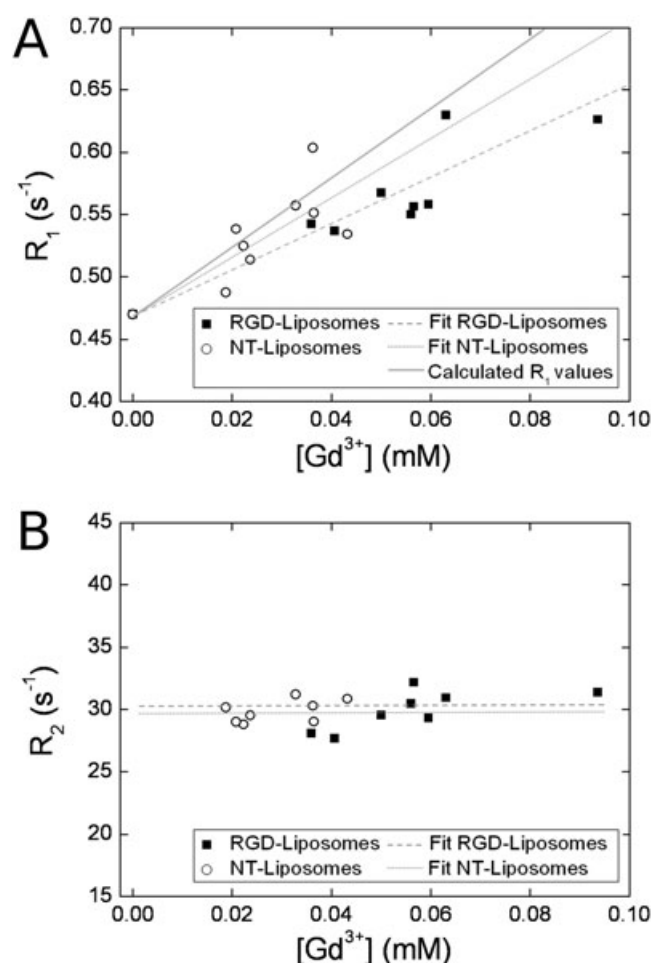 A
0.70
0.65
0.60
0.55
0.50
0.45
0.40
R₁ (s⁻¹)
RGD-Liposomes
NT-Liposomes
Fit RGD-Liposomes
Fit NT-Liposomes
Calculated R₁ values
0.00 0.02 0.04 0.06 0.08 0.10
[Gd³⁺] (mM)
B
45
40
35
30
25
20
15
R₂ (s⁻¹)
RGD-Liposomes
NT-Liposomes
Fit RGD-Liposomes
Fit NT-Liposomes
0.00 0.02 0.04 0.06 0.08 0.10
[Gd³⁺] (mM)